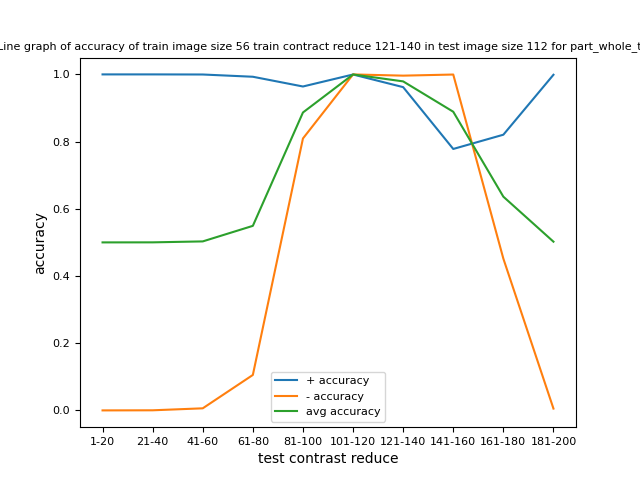 Line graph of accuracy of train image size 56 train contract reduce 121-140 in test image size 112 for part_whole_t
1.0
0.8
0.6
0.4
0.2
0.0
accuracy
+ accuracy
- accuracy
avg accuracy
1-20 21-40 41-60 61-80 81-100 101-120 121-140 141-160 161-180 181-200
test contrast reduce